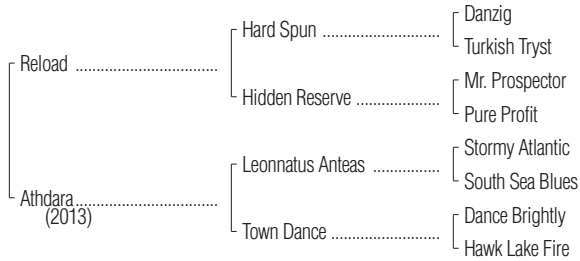 Danzig
Hard Spun ..............................
Turkish Tryst
Reload .....................................
Mr. Prospector
Hidden Reserve ......................
Pure Profit
Stormy Atlantic
Leonnatus Anteas .................
South Sea Blues
Athdara .....................................
(2013)
Dance Brightly
Town Dance ............................
Hawk Lake Fire